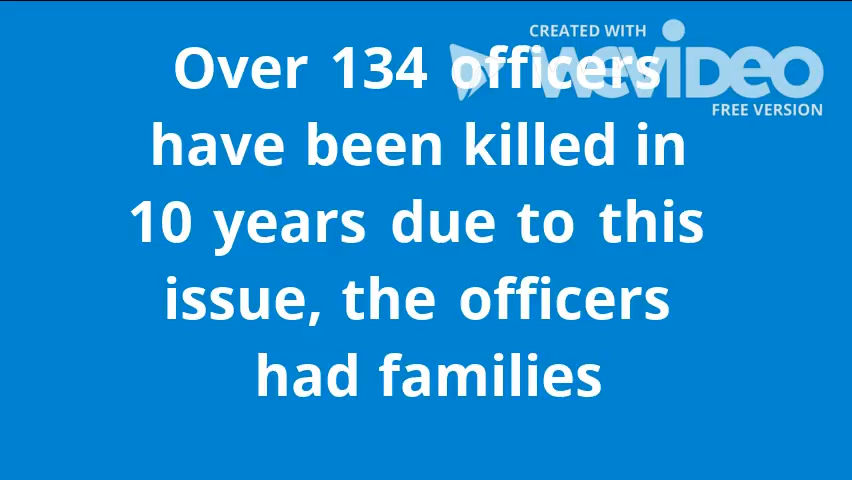 CREATED WITH
WeVideo
FREE VERSION
Over 134 officers
have been killed in
10 years due to this
issue, the officers
had families